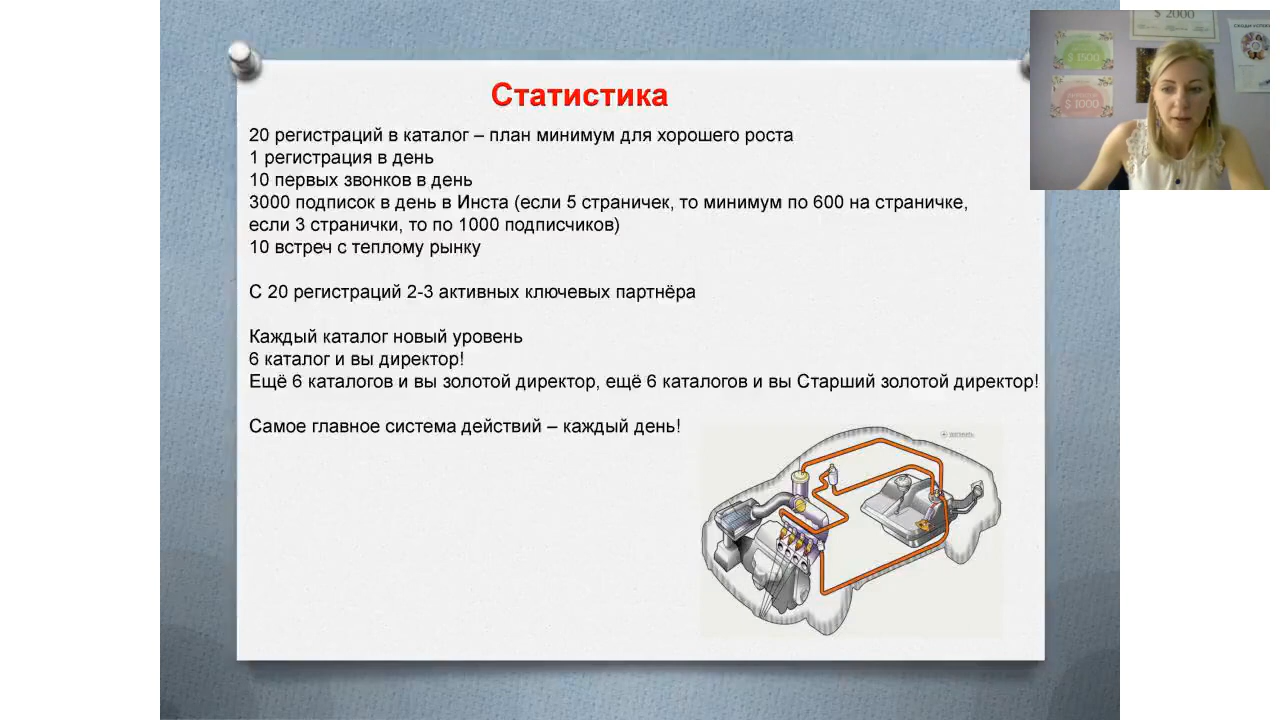 Статистика
20 регистраций в каталог – план минимум для хорошего роста
1 регистрация в день
10 первых звонков в день
3000 подписок в день в Инста (если 5 страничек, то минимум по 600 на страничке,
если 3 странички, то по 1000 подписчиков)
10 встреч с теплому рынку
С 20 регистраций 2-3 активных ключевых партнёра
Каждый каталог новый уровень
6 каталог и вы директор!
Ещё 6 каталогов и вы золотой директор, ещё 6 каталогов и вы Старший золотой директор!
Самое главное система действий – каждый день!
$ 2000
$ 1500
$ 1000